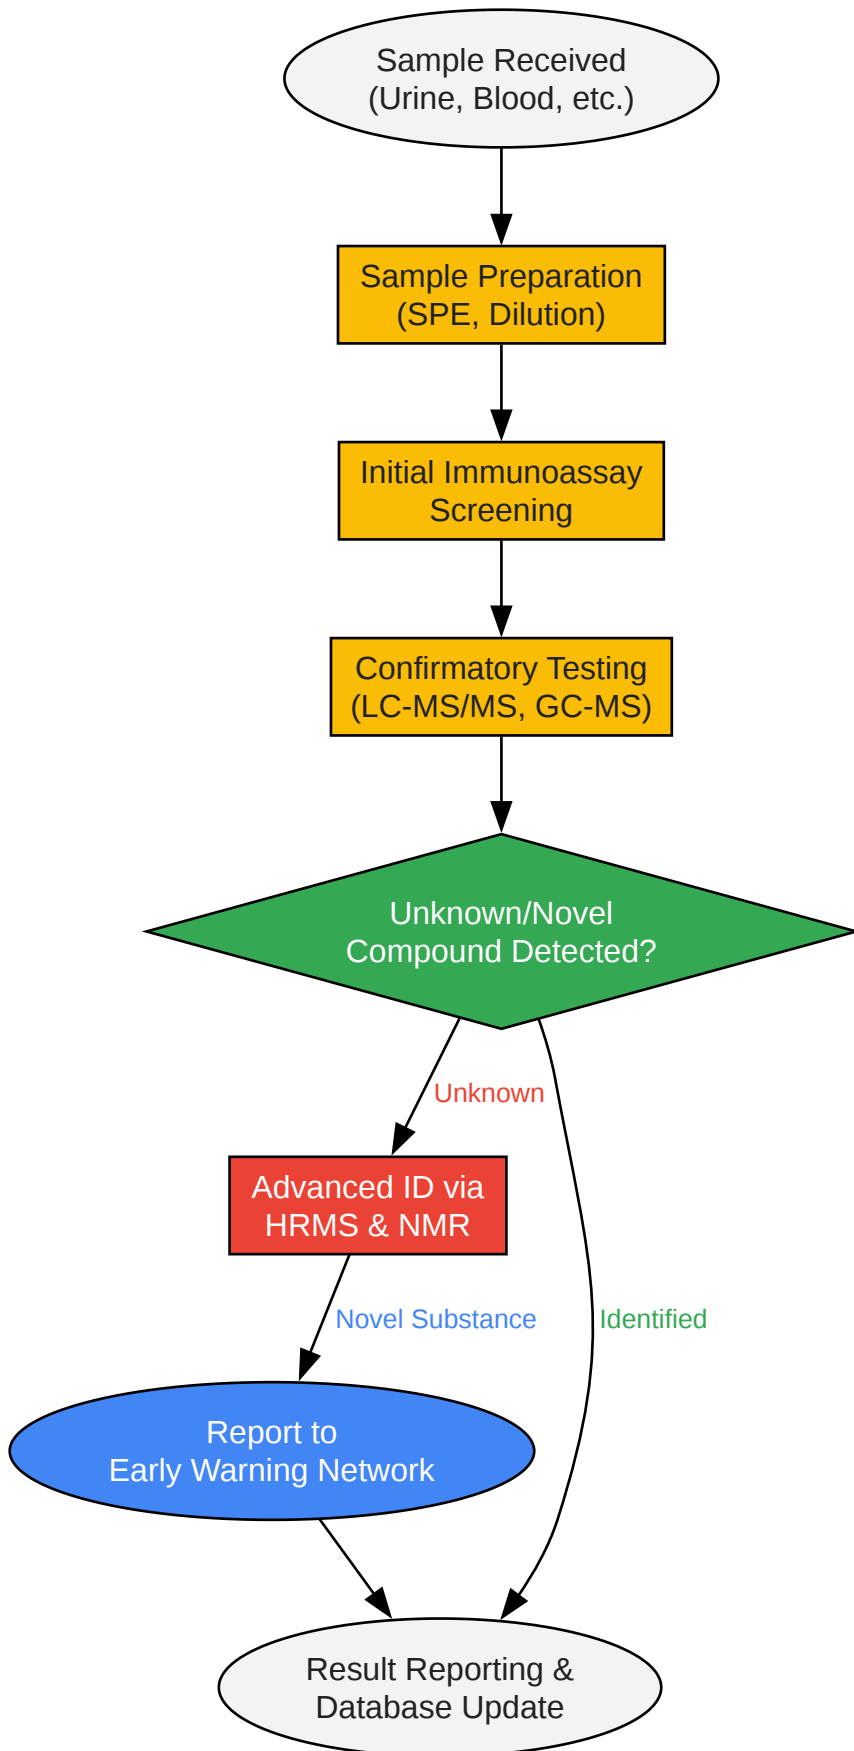 Sample Received
(Urine, Blood, etc.)
Sample Preparation
(SPE, Dilution)
Initial Immunoassay
Screening
Confirmatory Testing
(LC-MS/MS, GC-MS)
Unknown/Novel
Compound Detected?
Unknown
Advanced ID via
HRMS & NMR
Novel Substance
Identified
Report to
Early Warning Network
Result Reporting &
Database Update